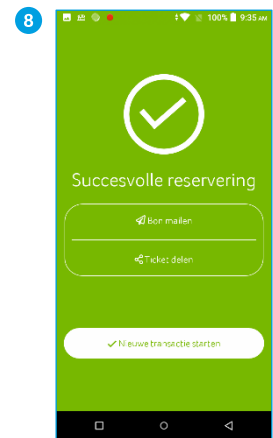 8
100% 9:35 AM
Succesvolle reservering
Bon mailen
Ticket delen
Nieuwe transactie starten